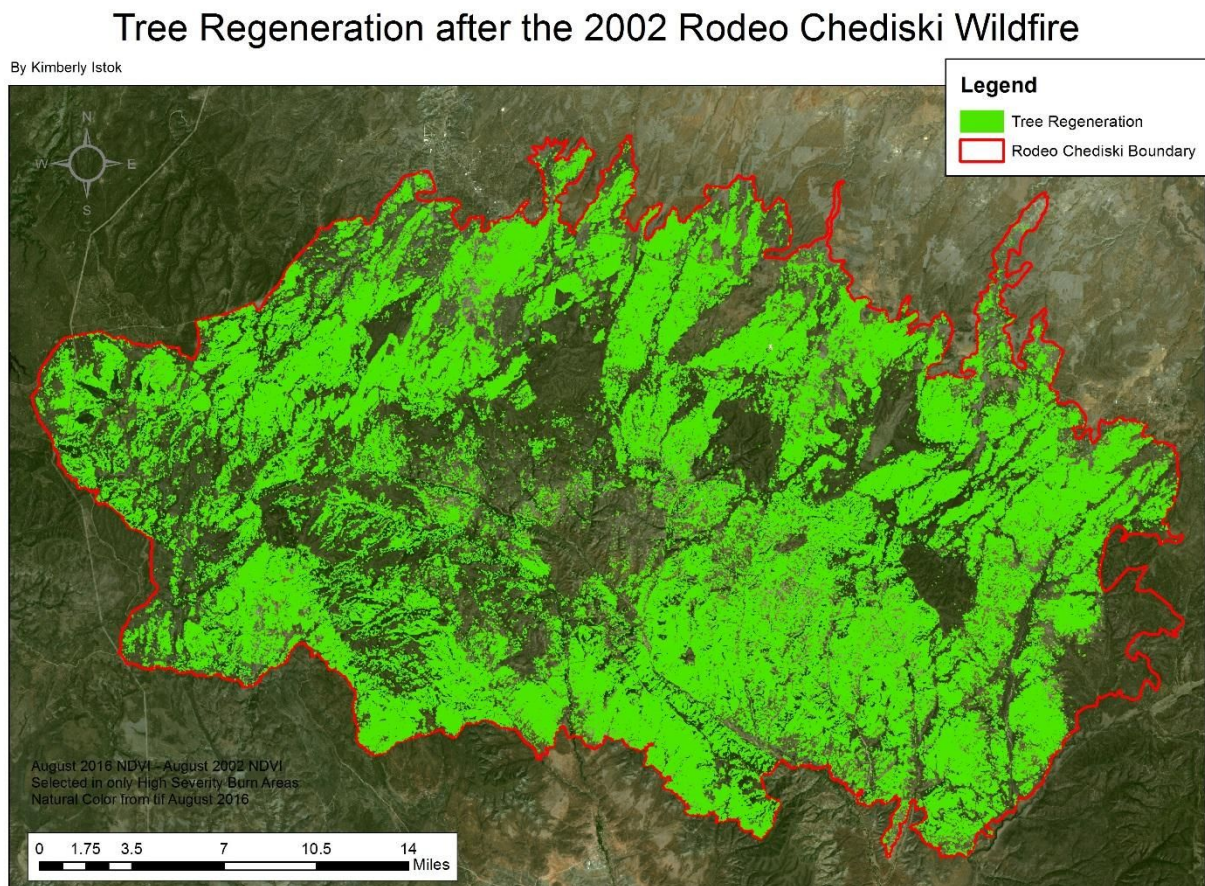 Tree Regeneration after the 2002 Rodeo Chediski Wildfire
By Kimberly Istok
Legend
Tree Regeneration
Rodeo Chediski Boundary
N
W E
S
August 2016 NDVI - August 2002 NDVI
Selected in only High Severity Burn Areas
Natural Color from tif August 2016
0 1.75 3.5 7 10.5 14
Miles